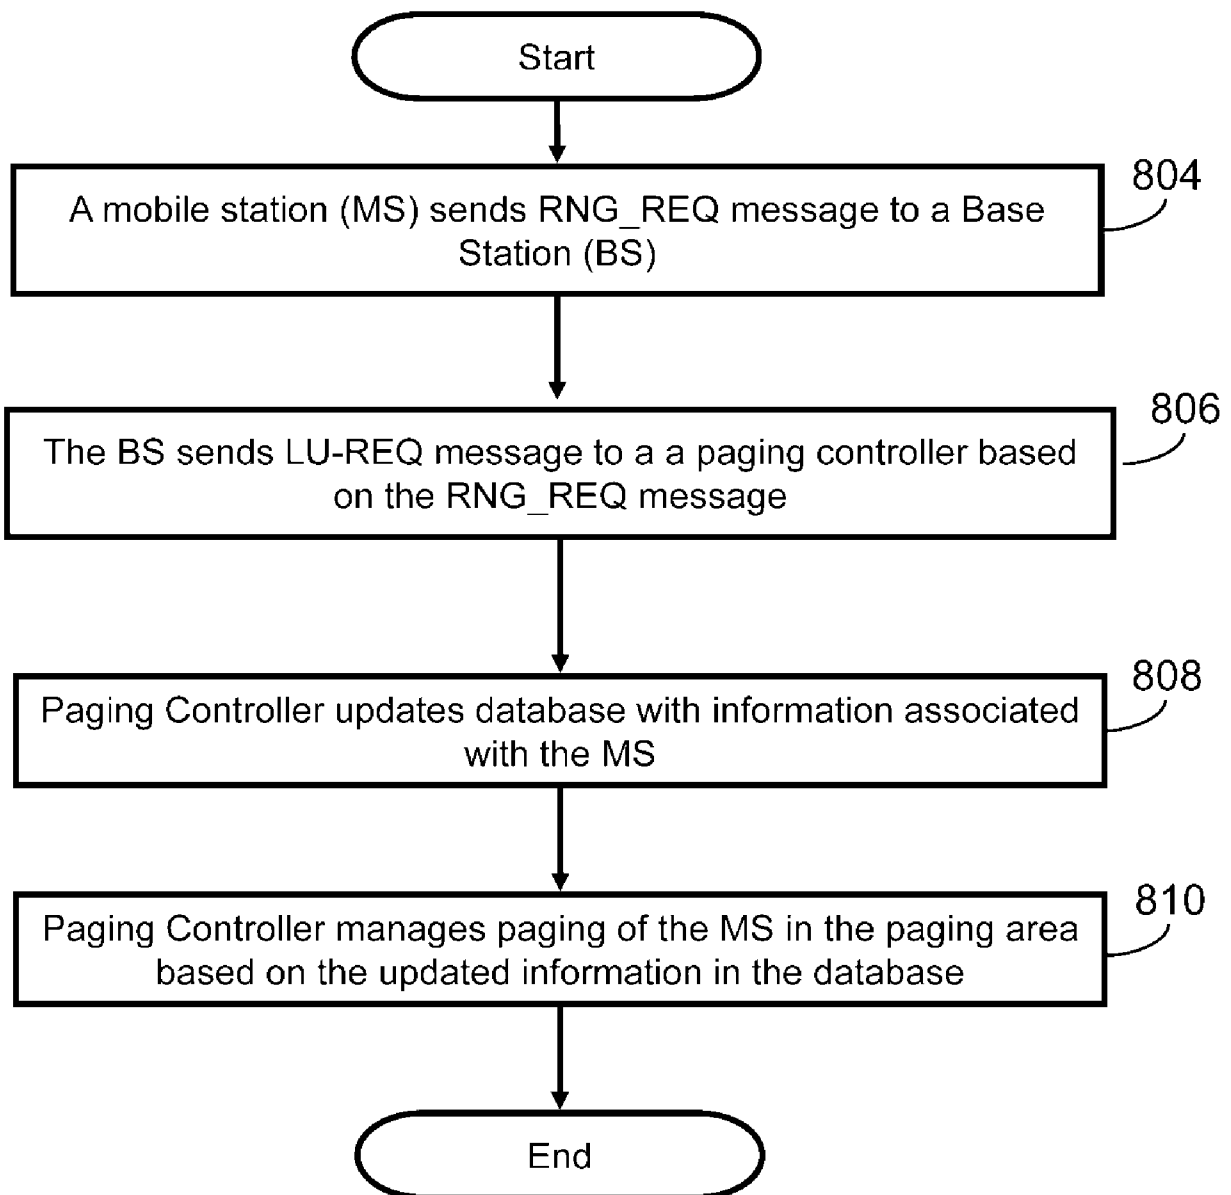 Start
804
A mobile station (MS) sends RNG_REQ message to a Base
Station (BS)
806
The BS sends LU-REQ message to a a paging controller based
on the RNG_REQ message
808
Paging Controller updates database with information associated
with the MS
810
Paging Controller manages paging of the MS in the paging area
based on the updated information in the database
End